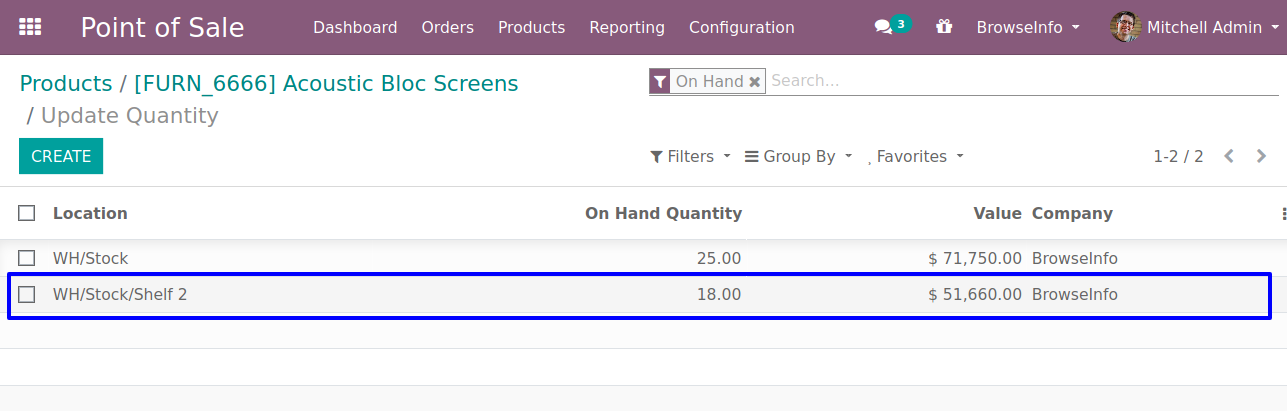 Point of Sale Dashboard Orders Products Reporting Configuration 3 BrowseInfo Mitchell Admin
Products / [FURN_6666] Acoustic Bloc Screens
/ Update Quantity
On Hand Search...
CREATE
Filters Group By Favorites 1-2 / 2
Location On Hand Quantity Value Company
WH/Stock 25.00 $ 71,750.00 BrowseInfo
WH/Stock/Shelf 2 18.00 $ 51,660.00 BrowseInfo